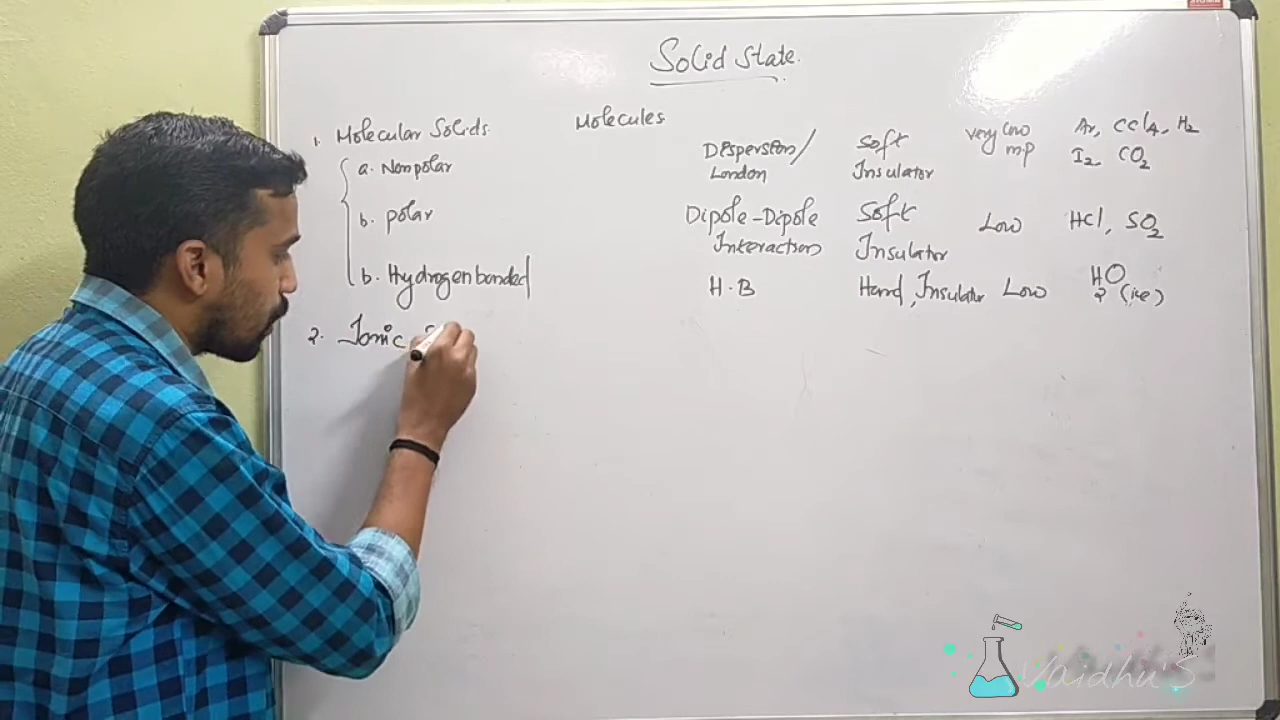 Solid State.
1. Molecular Solids
Molecules
a. Nonpolar
Dispersion/
London
Soft
Insulator
very low
mp
Ar, CCl4, H2
I2 CO2
b. polar
Dipole-Dipole
Interaction
Soft
Insulator
Low
HCl, SO2
b. Hydrogen bonded
H.B
Hard, Insulator
Low
H2O
(ice)
2. Ionic S
Vaidhu's